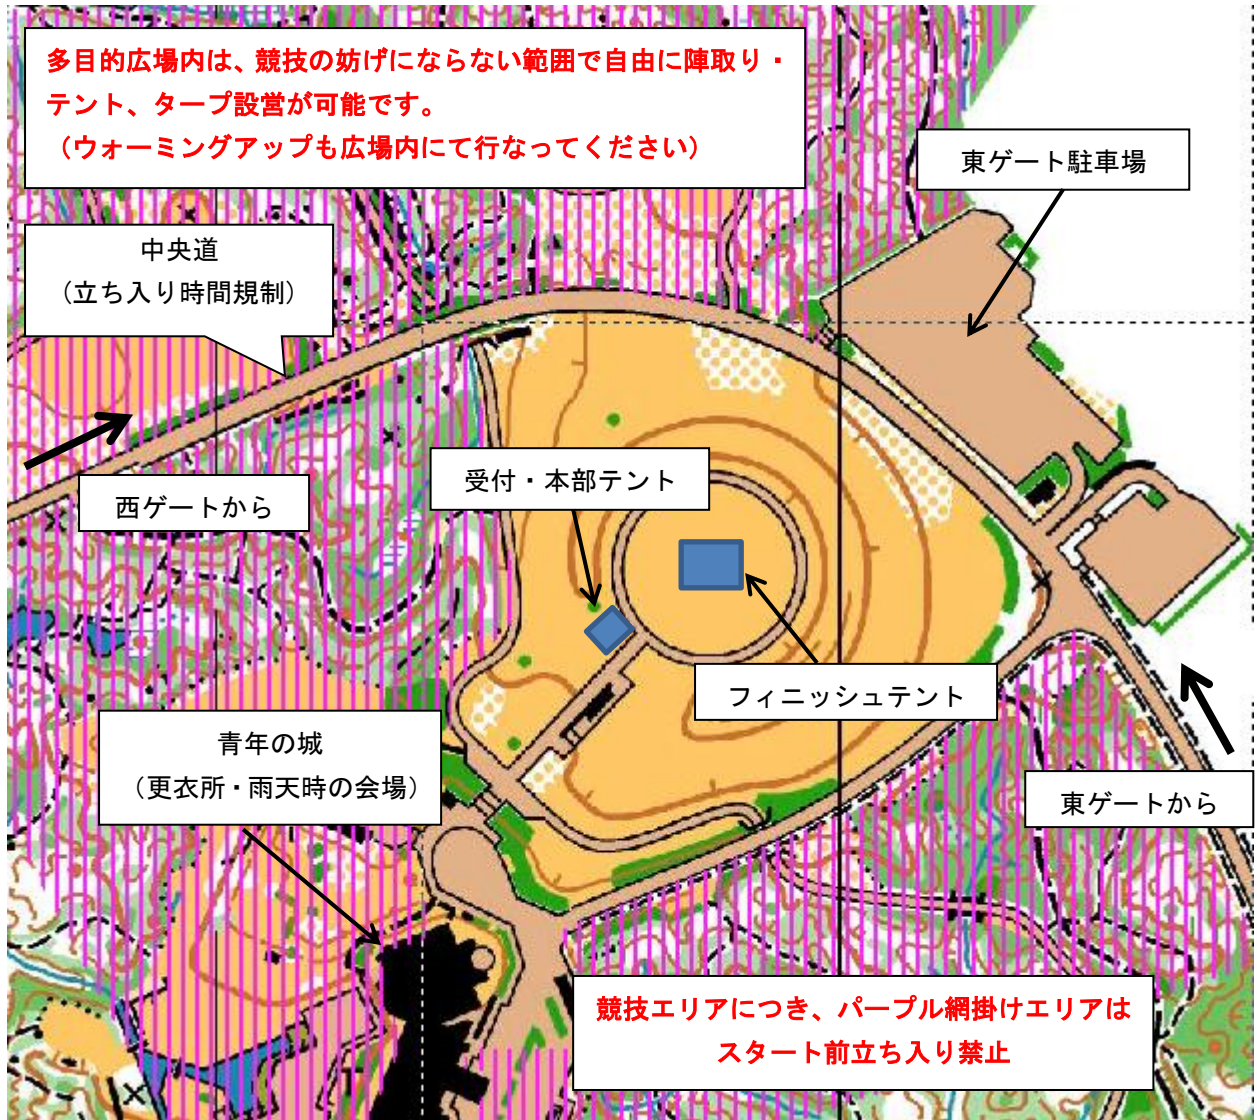 多目的広場内は、競技の妨げにならない範囲で自由に陣取り・
テント、タープ設営が可能です。
（ウォーミングアップも広場内にて行なってください）
東ゲート駐車場
中央道
（立ち入り時間規制）
受付・本部テント
西ゲートから
フィニッシュテント
青年の城
（更衣所・雨天時の会場）
東ゲートから
競技エリアにつき、パープル網掛けエリアは
スタート前立ち入り禁止